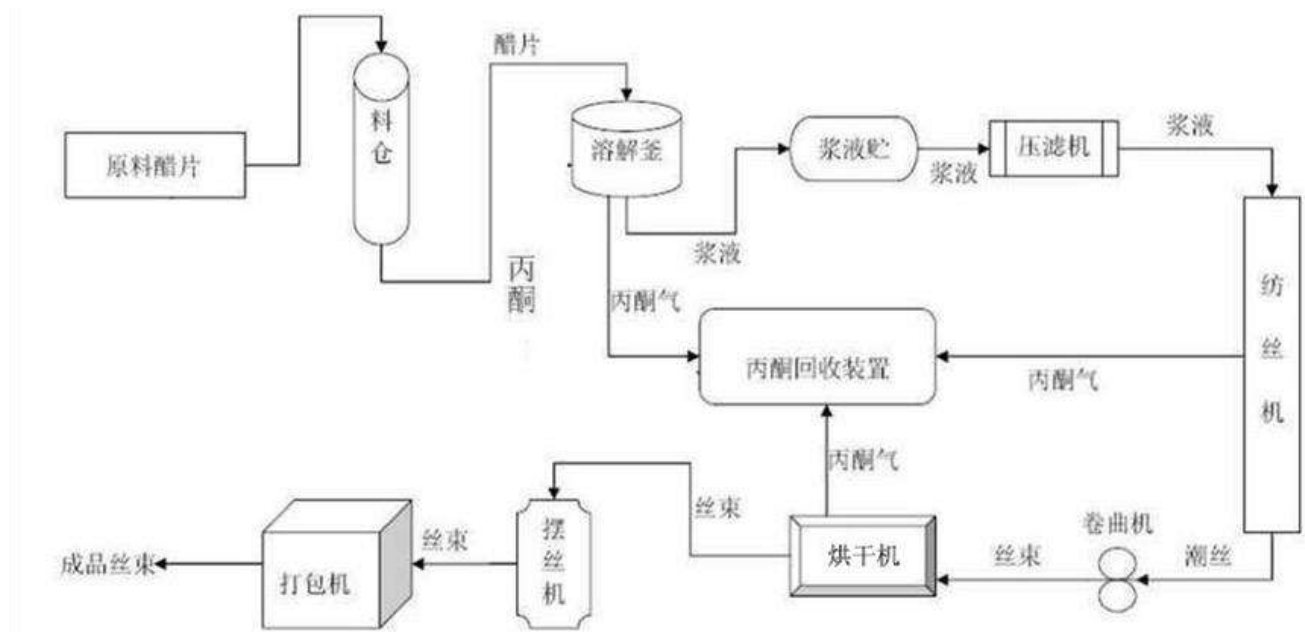 醋片
料仓
原料醋片
溶解釜
浆液贮
压滤机
浆液
浆液
浆液
丙酮
丙酮气
纺丝机
丙酮回收装置
丙酮气
丙酮气
丝束
卷曲机
摆丝机
烘干机
丝束
潮丝
成品丝束
打包机
丝束